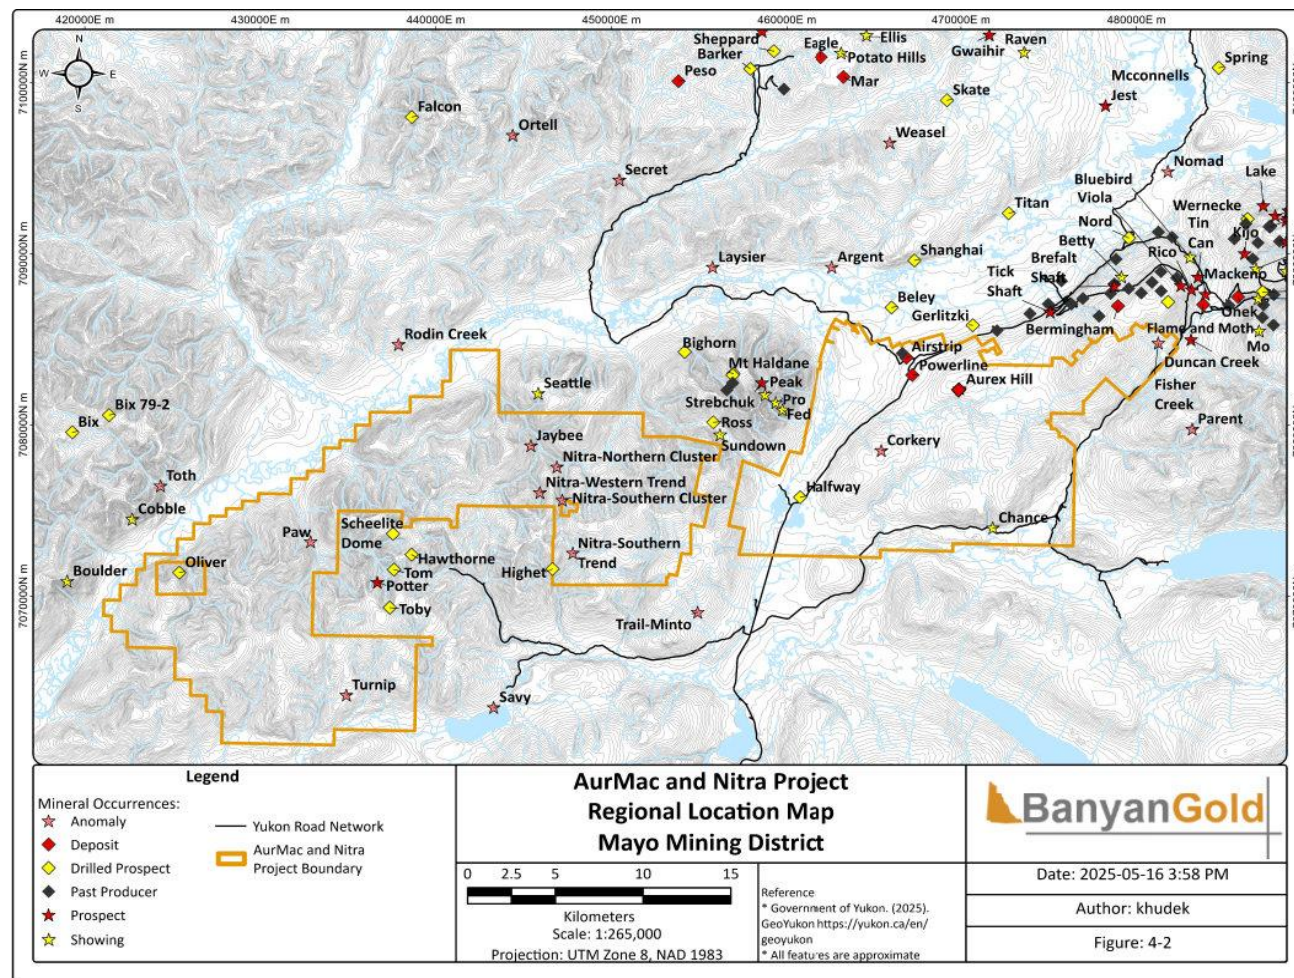 420000E m
430000E m
440000E m
450000E m
460000E m
470000E m
480000E m
N
W
E
S
7100000N m
7090000N m
7080000N m
7070000N m
Sheppard
Barker
Eagle
Ellis
Potato Hills
Gwaihir
Raven
Peso
Mar
Mcconnells
Jest
Spring
Falcon
Skate
Ortell
Weasel
Secret
Nomad
Bluebird
Viola
Lake
Titan
Wernecke
Tin
Can
Nord
Kijo
Betty
Brefalt
Shaft
Rico
Laysier
Argent
Shanghai
Tick
Shaft
Mackeno
Beley
Gerlitzki
Onek
Bermingham
Flame and Moth
Mo
Rodin Creek
Bighorn
Airstrip
Duncan Creek
Mt Haldane
Powerline
Seattle
Peak
Aurex Hill
Fisher
Creek
Bix 79-2
Strebchuk
Pro
Fed
Bix
Ross
Parent
Jaybee
Sundown
Corkery
Nitra-Northern Cluster
Toth
Nitra-Western Trend
Halfway
Nitra-Southern Cluster
Cobble
Scheelite
Dome
Chance
Paw
Nitra-Southern
Trend
Oliver
Hawthorne
Highet
Boulder
Tom
Potter
Toby
Trail-Minto
Turnip
Savy
Legend
Mineral Occurrences:
Anomaly
Deposit
Drilled Prospect
Past Producer
Prospect
Showing
Yukon Road Network
AurMac and Nitra
Project Boundary
AurMac and Nitra Project
Regional Location Map
Mayo Mining District
0 2.5 5 10 15
Kilometers
Scale: 1:265,000
Projection: UTM Zone 8, NAD 1983
Reference
* Government of Yukon. (2025).
GeoYukon https://yukon.ca/en/
geoyukon
* All features are approximate
BanyanGold
Date: 2025-05-16 3:58 PM
Author: khudek
Figure: 4-2